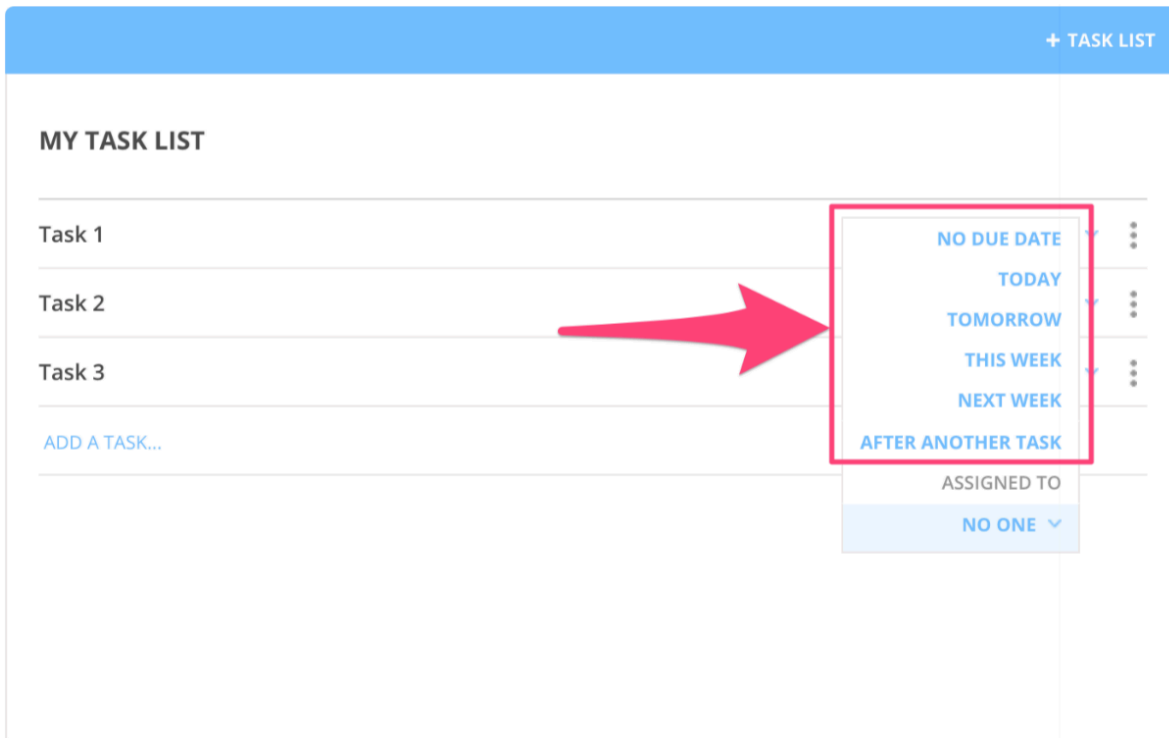 + TASK LIST
MY TASK LIST
Task 1
NO DUE DATE
TODAY
Task 2
TOMORROW
THIS WEEK
Task 3
NEXT WEEK
ADD A TASK...
AFTER ANOTHER TASK
ASSIGNED TO
NO ONE